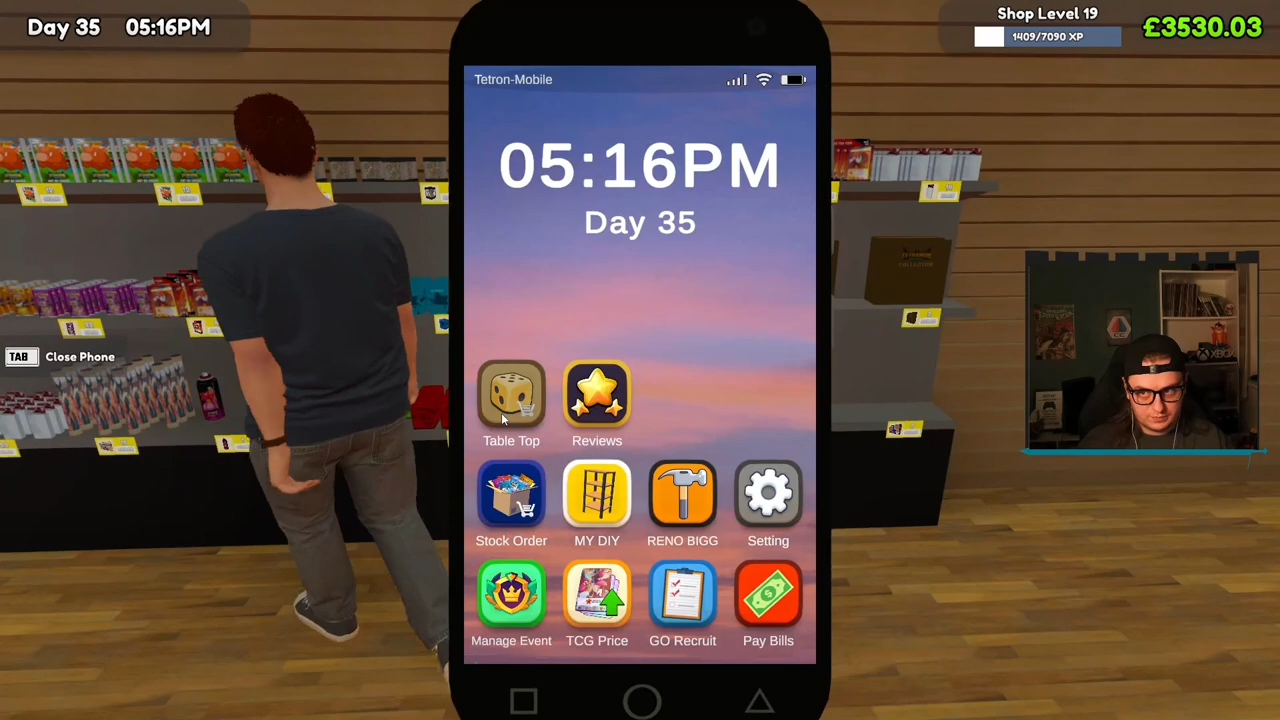 Day 35 05:16PM
Shop Level 19
1409/7090 XP
£3530.03
Tetron-Mobile
05:16PM
Day 35
TAB Close Phone
Table Top Reviews
Stock Order MY DIY RENO BIGG Setting
Manage Event TCG Price GO Recruit Pay Bills